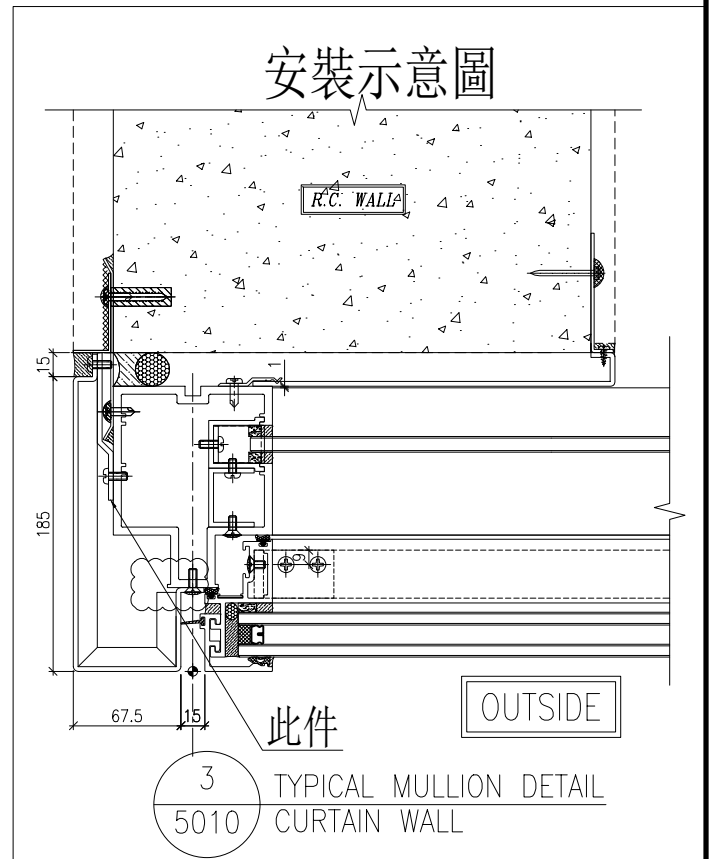 安裝示意圖
R.C. WALL
15
1
185
9
67.5
15
此件
OUTSIDE
3
5010
TYPICAL MULLION DETAIL
CURTAIN WALL